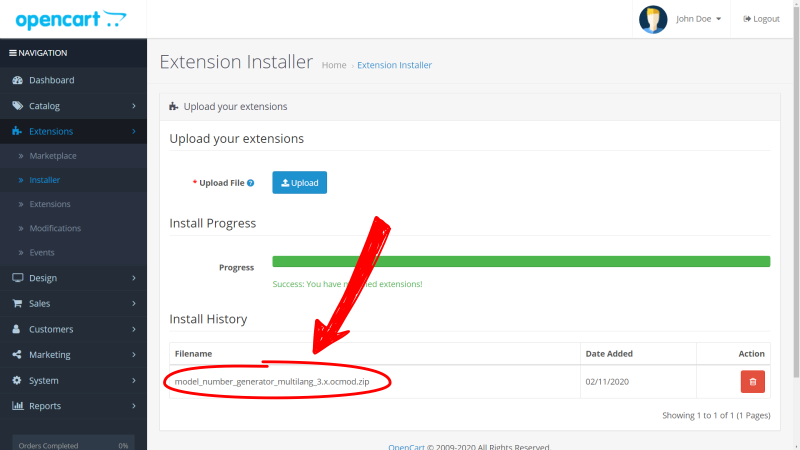 opencart
John Doe
Logout
NAVIGATION
Dashboard
Catalog
Extensions
» Marketplace
» Installer
» Extensions
» Modifications
» Events
Design
Sales
Customers
Marketing
System
Reports
Orders Completed 0%
Extension Installer Home › Extension Installer
Upload your extensions
Upload your extensions
* Upload File Upload
Install Progress
Progress
Success: You have extensions!
Install History
Filename Date Added Action
model_number_generator_multilang_3.x.ocmod.zip 02/11/2020
Showing 1 to 1 of 1 (1 Pages)
OpenCart © 2009-2020 All Rights Reserved.